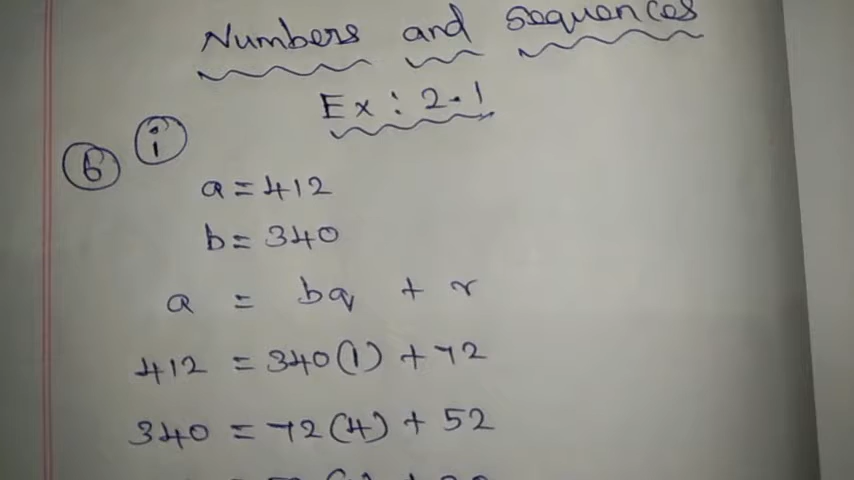 Numbers and sequences
Ex: 2.1
6 i
a = 412
b = 340
a = bq + r
412 = 340(1) + 72
340 = 72(4) + 52